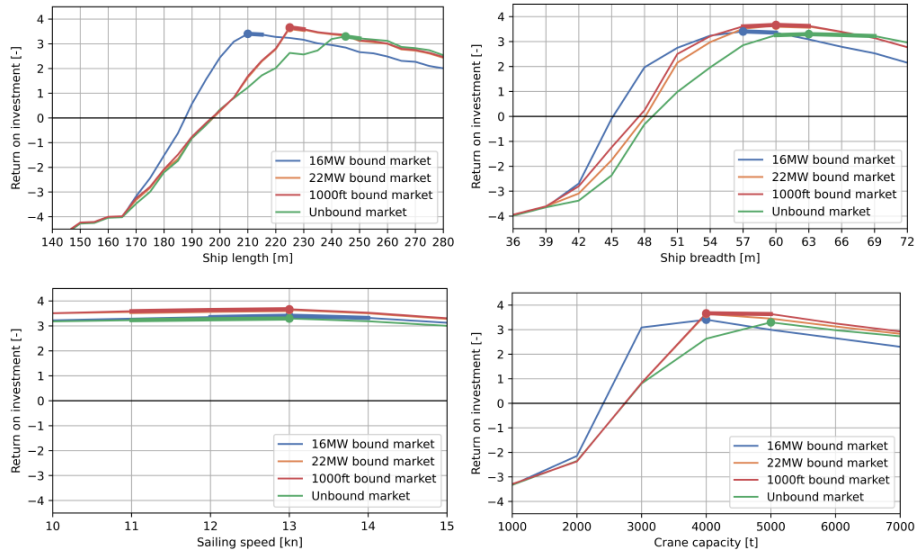 Return on investment [-]
4
3
2
1
0
−1
−2
−3
−4
16MW bound market
22MW bound market
1000ft bound market
Unbound market
140 150 160 170 180 190 200 210 220 230 240 250 260 270 280
Ship length [m]
Return on investment [-]
4
3
2
1
0
−1
−2
−3
−4
16MW bound market
22MW bound market
1000ft bound market
Unbound market
36 39 42 45 48 51 54 57 60 63 66 69 72
Ship breadth [m]
Return on investment [-]
4
3
2
1
0
−1
−2
−3
−4
16MW bound market
22MW bound market
1000ft bound market
Unbound market
10 11 12 13 14 15
Sailing speed [kn]
Return on investment [-]
4
3
2
1
0
−1
−2
−3
−4
16MW bound market
22MW bound market
1000ft bound market
Unbound market
1000 2000 3000 4000 5000 6000 7000
Crane capacity [t]